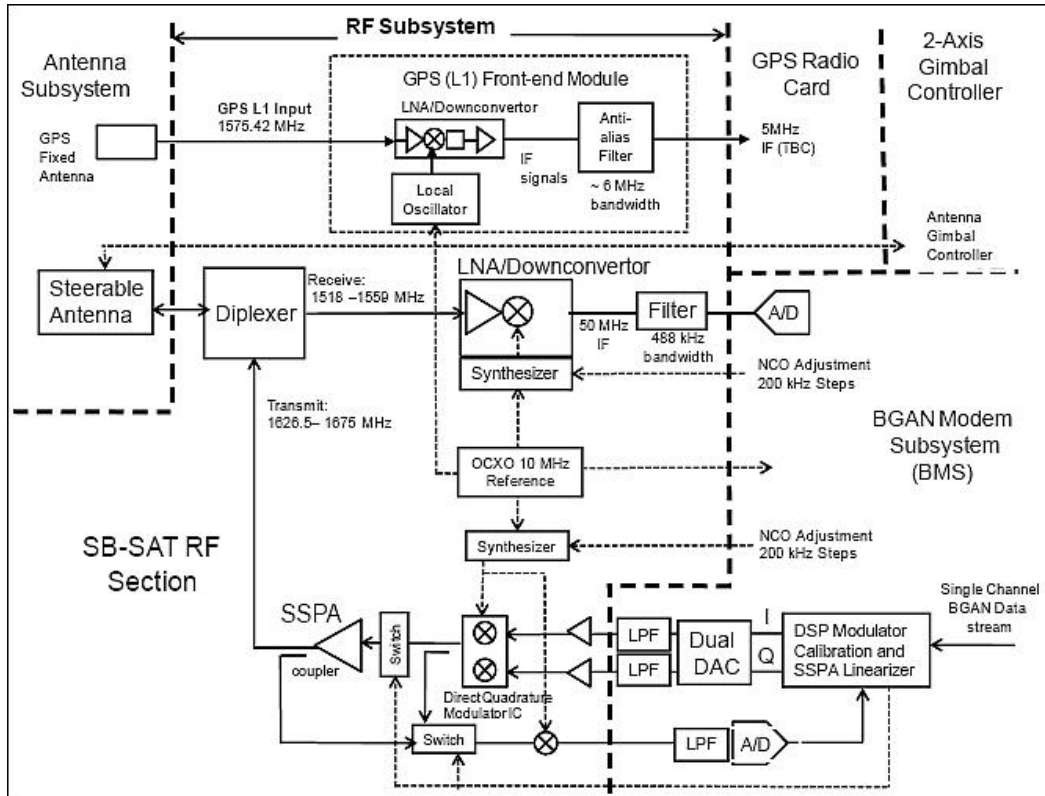 RF Subsystem
Antenna
Subsystem
GPS Radio
Card
2-Axis
Gimbal
Controller
GPS (L1) Front-end Module
GPS L1 Input
1575.42 MHz
LNA/Downconvertor
Anti-
alias
Filter
GPS
Fixed
Antenna
5MHz
IF (TBC)
IF
signals
~ 6 MHz
bandwidth
Local
Oscillator
Antenna
Gimbal
Controller
Steerable
Antenna
Diplexer
Receive:
1518 –1559 MHz
LNA/Downconvertor
50 MHz
IF
Filter
488 kHz
bandwidth
A/D
Synthesizer
NCO Adjustment
200 kHz Steps
Transmit:
1626.5– 1675 MHz
BGAN Modem
Subsystem
(BMS)
OCXO 10 MHz
Reference
SB-SAT RF
Section
Synthesizer
NCO Adjustment
200 kHz Steps
SSPA
coupler
Switch
Direct Quadrature
Modulator IC
LPF
LPF
Dual
DAC
I
Q
DSP Modulator
Calibration and
SSPA Linearizer
Single Channel
BGAN Data
stream
Switch
LPF
A/D